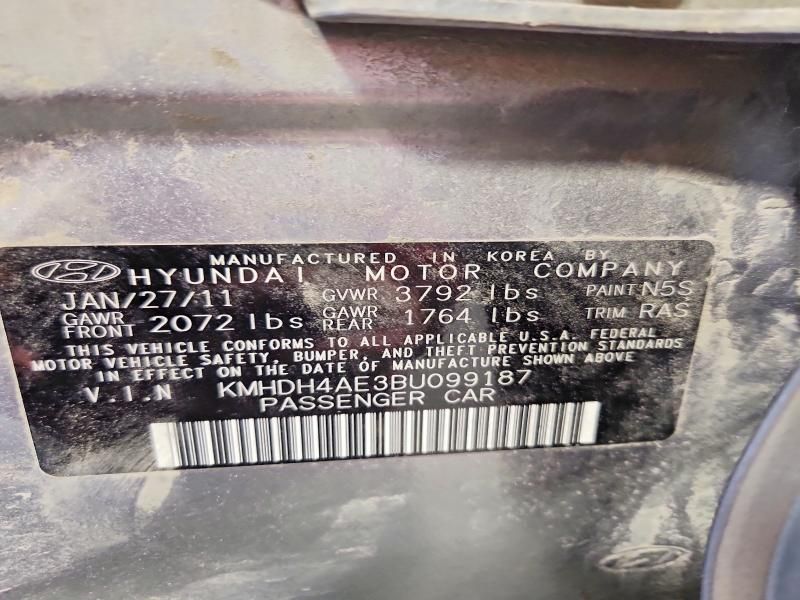 MANUFACTURED IN KOREA BY
HYUNDAI MOTOR COMPANY
JAN/27/11 GVWR 3792 lbs PAINT N5S
GAWR FRONT 2072 lbs GAWR REAR 1764 lbs TRIM RAS
THIS VEHICLE CONFORMS TO ALL APPLICABLE U.S.A. FEDERAL
MOTOR VEHICLE SAFETY, BUMPER, AND THEFT PREVENTION STANDARDS
IN EFFECT ON THE DATE OF MANUFACTURE SHOWN ABOVE
V.I.N KMHDH4AE3BU099187
PASSENGER CAR